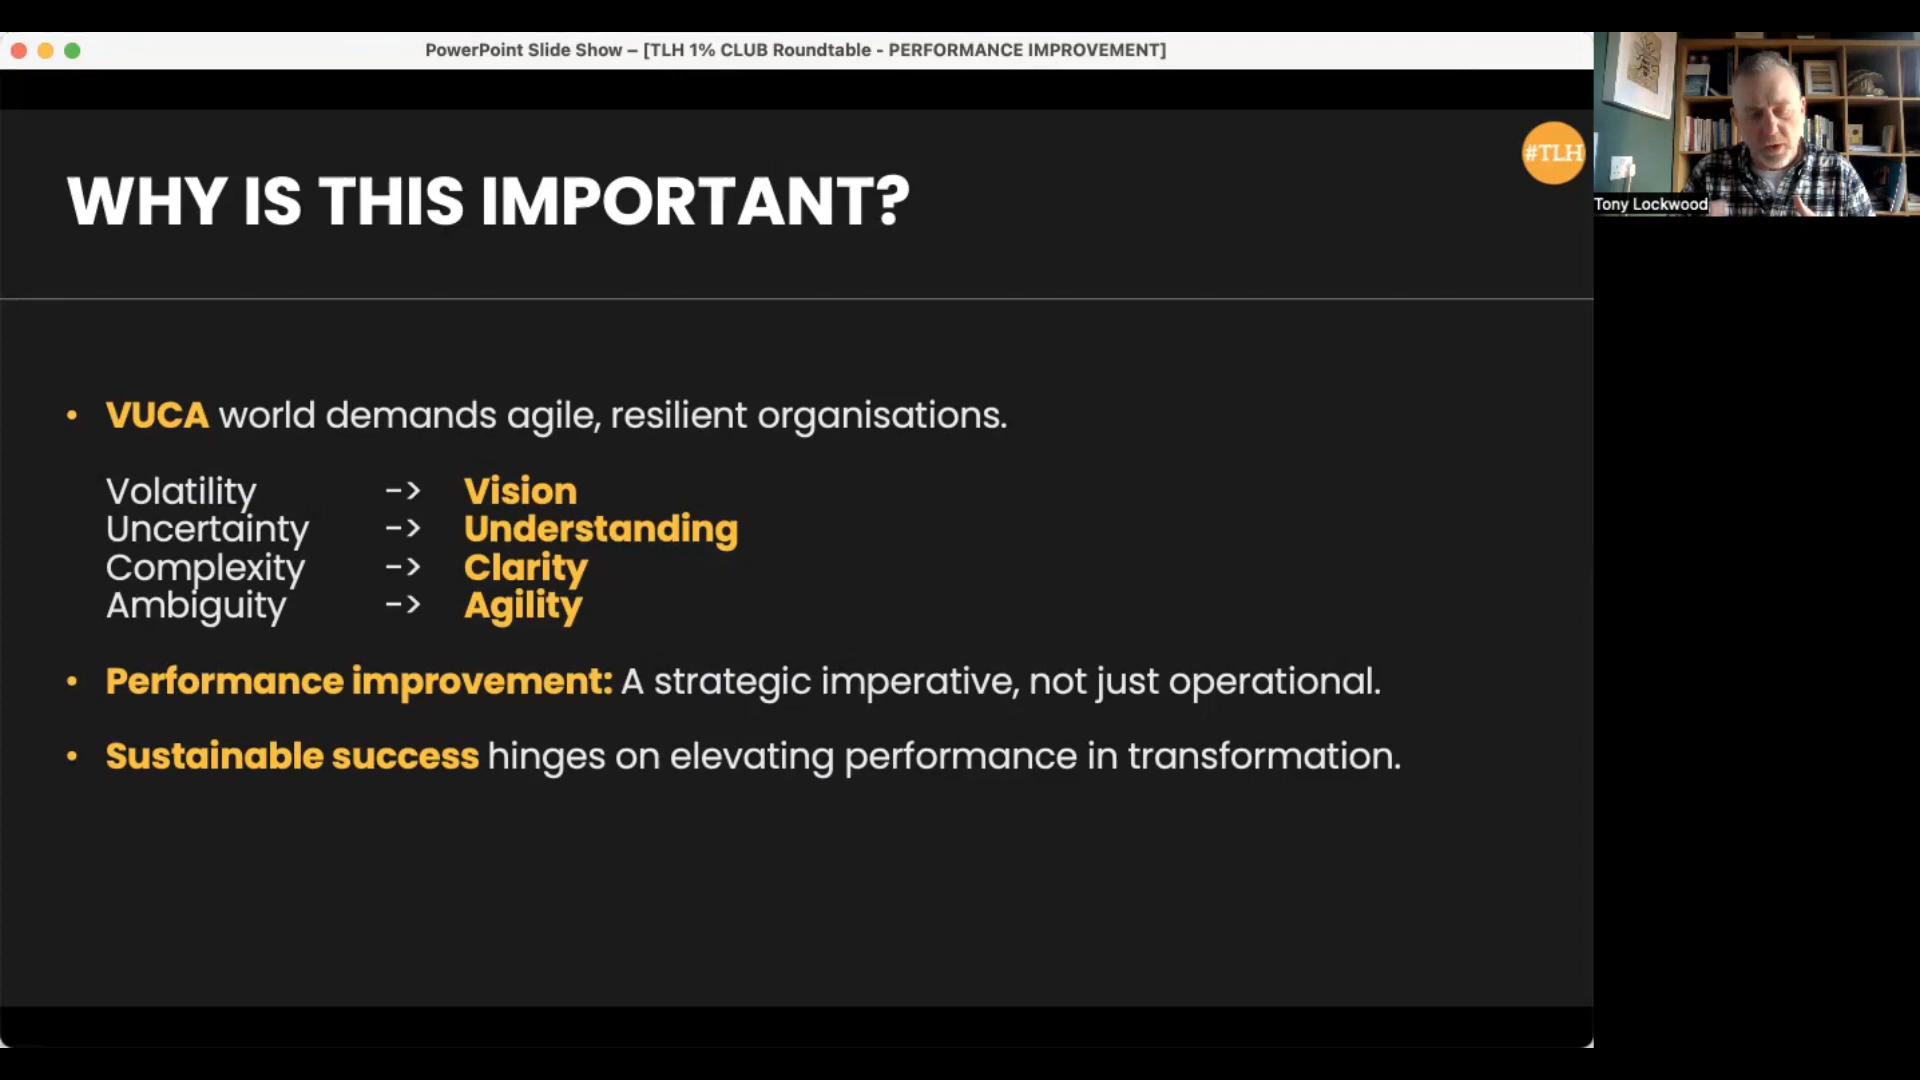 PowerPoint Slide Show – [TLH 1% CLUB Roundtable - PERFORMANCE IMPROVEMENT]
#TLH
Tony Lockwood
WHY IS THIS IMPORTANT?
• VUCA world demands agile, resilient organisations.
Volatility -> Vision
Uncertainty -> Understanding
Complexity -> Clarity
Ambiguity -> Agility
• Performance improvement: A strategic imperative, not just operational.
• Sustainable success hinges on elevating performance in transformation.